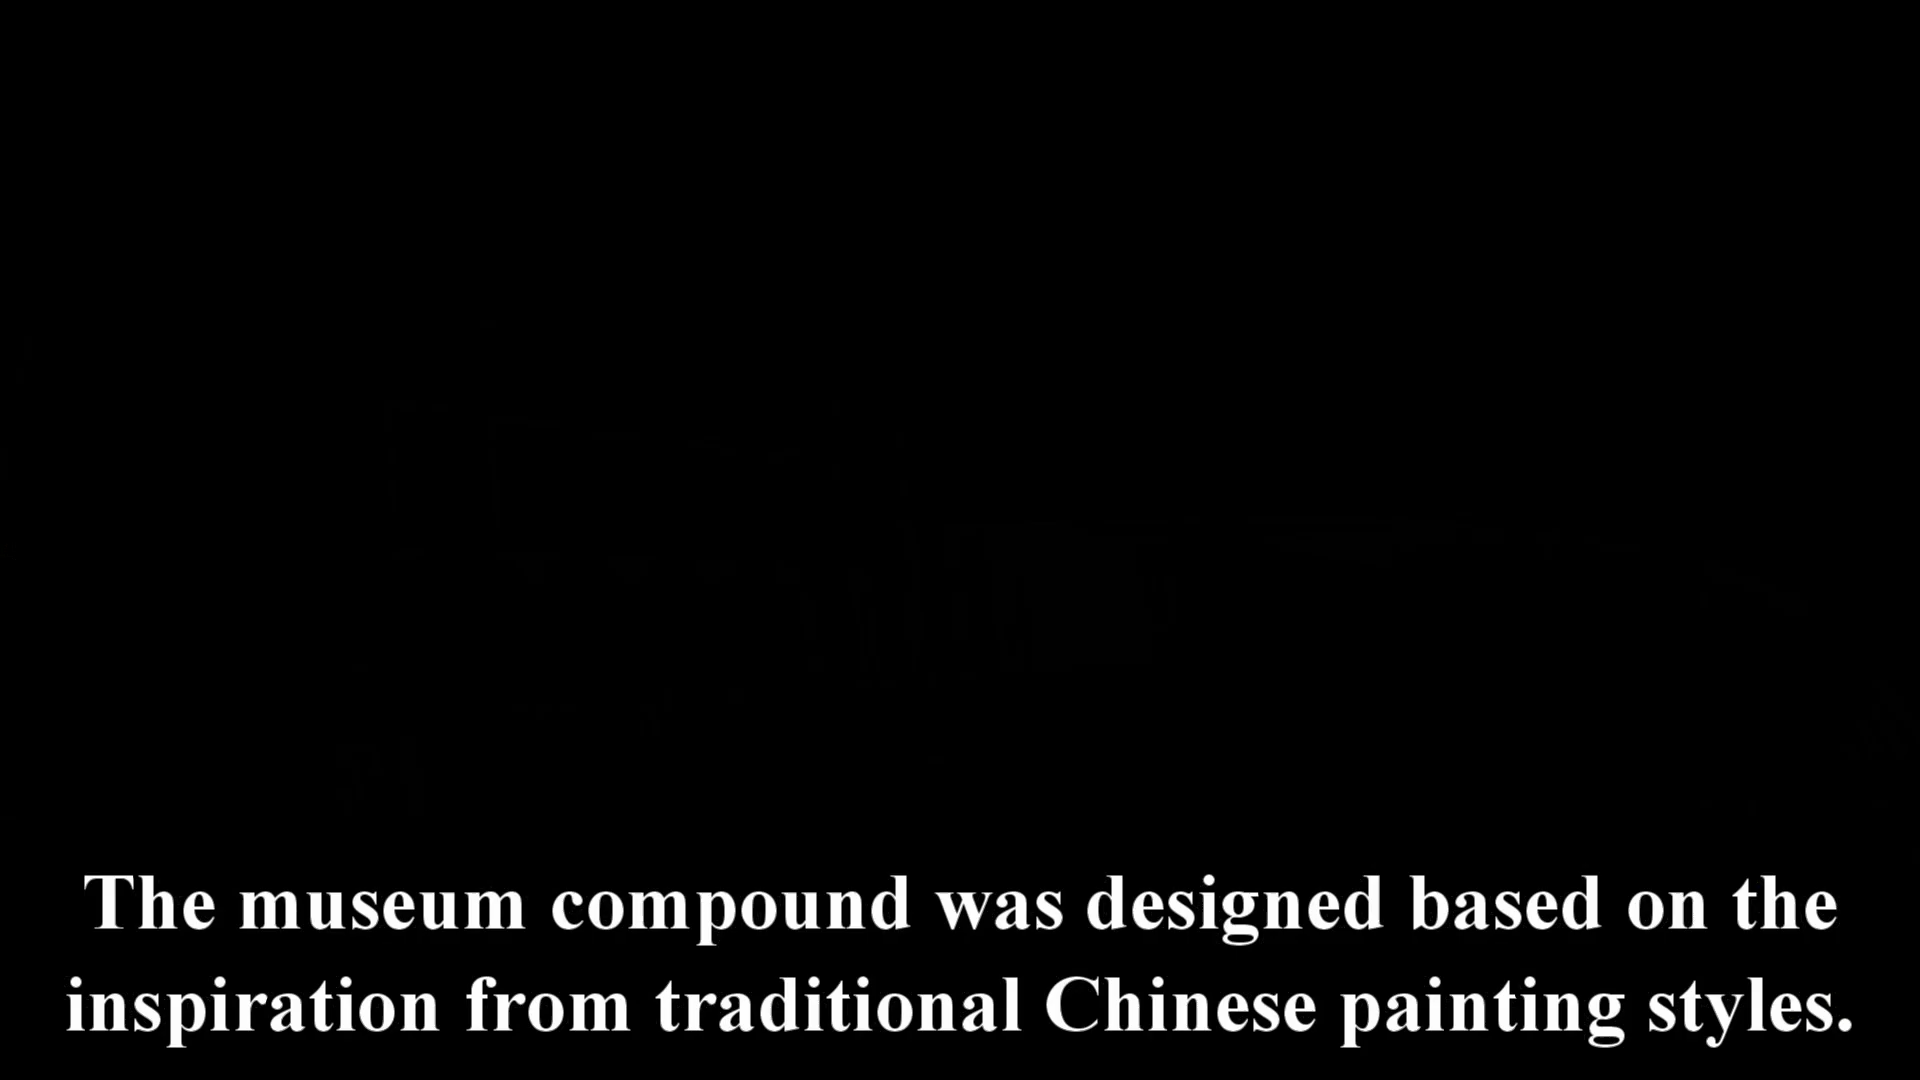 The museum compound was designed based on the
inspiration from traditional Chinese painting styles.